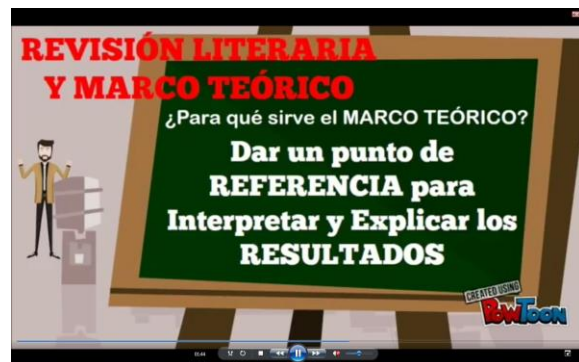 REVISIÓN LITERARIA
Y MARCO TEÓRICO
¿Para qué sirve el MARCO TEÓRICO?
Dar un punto de
REFERENCIA para
Interpretar y Explicar los
RESULTADOS
CREATED USING
POWTOON